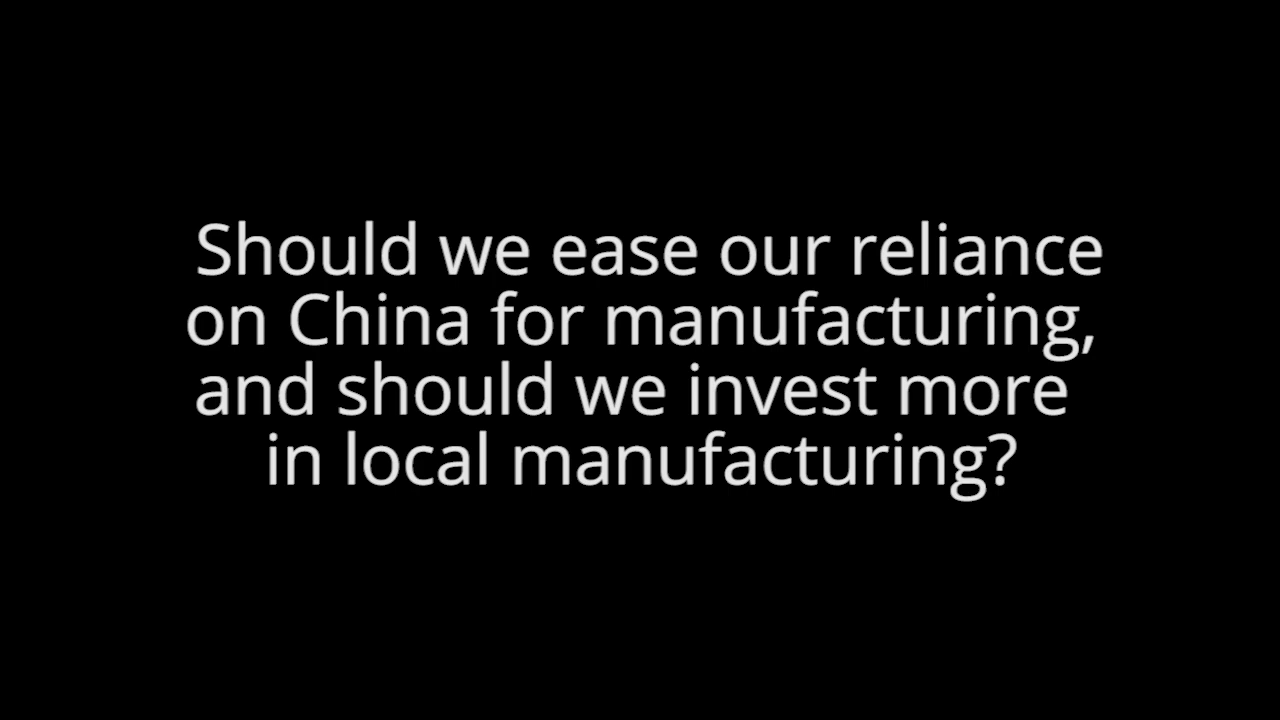 Should we ease our reliance
on China for manufacturing,
and should we invest more
in local manufacturing?